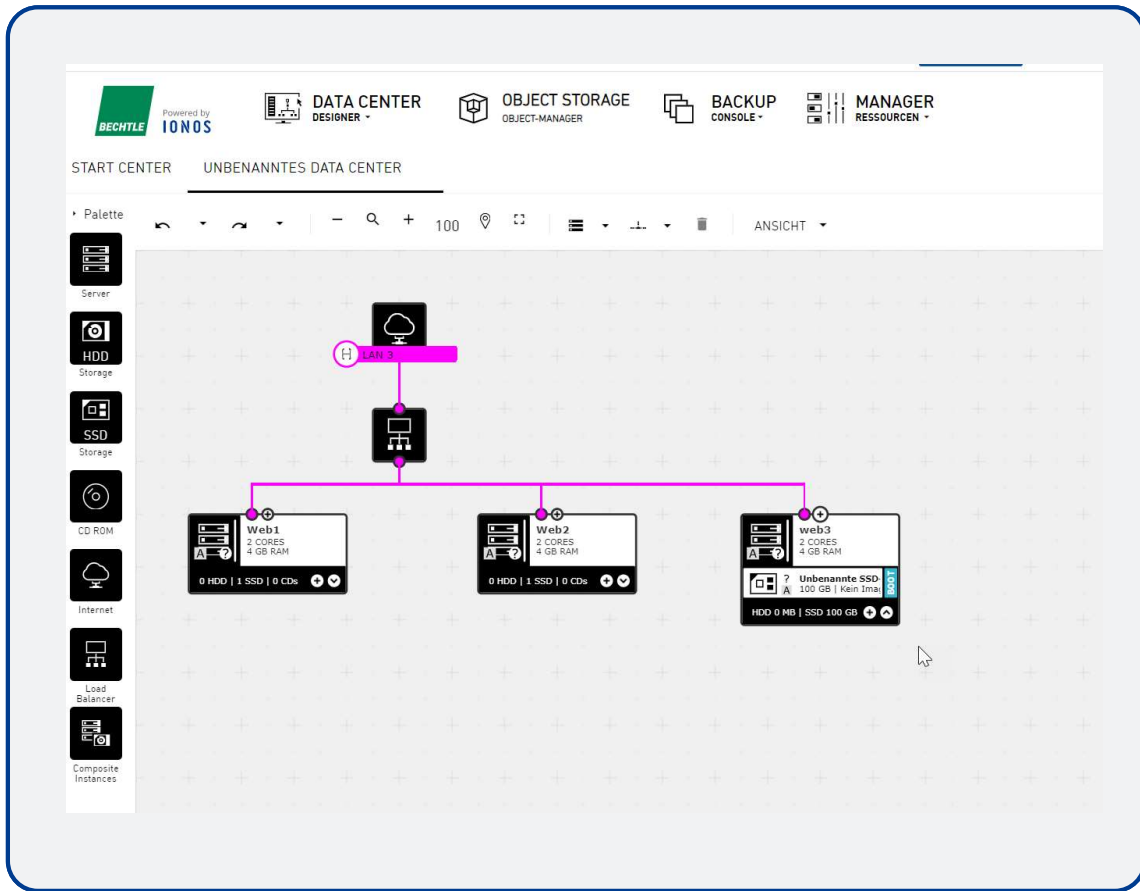 BECHTLE
Powered by
IONOS
DATA CENTER
DESIGNER
OBJECT STORAGE
OBJECT-MANAGER
BACKUP
CONSOLE
MANAGER
RESSOURCEN
START CENTER
UNBENANNTES DATA CENTER
Palette
100
ANSICHT
Server
HDD
Storage
SSD
Storage
CD ROM
Internet
Load
Balancer
Composite
Instances
LAN 3
Web1
2 CORES
4 GB RAM
A ?
0 HDD | 1 SSD | 0 CDs
Web2
2 CORES
4 GB RAM
A ?
0 HDD | 1 SSD | 0 CDs
web3
2 CORES
4 GB RAM
A ?
? Unbenannte SSD
A 100 GB | Kein Imag
BOOT
HDD 0 MB | SSD 100 GB